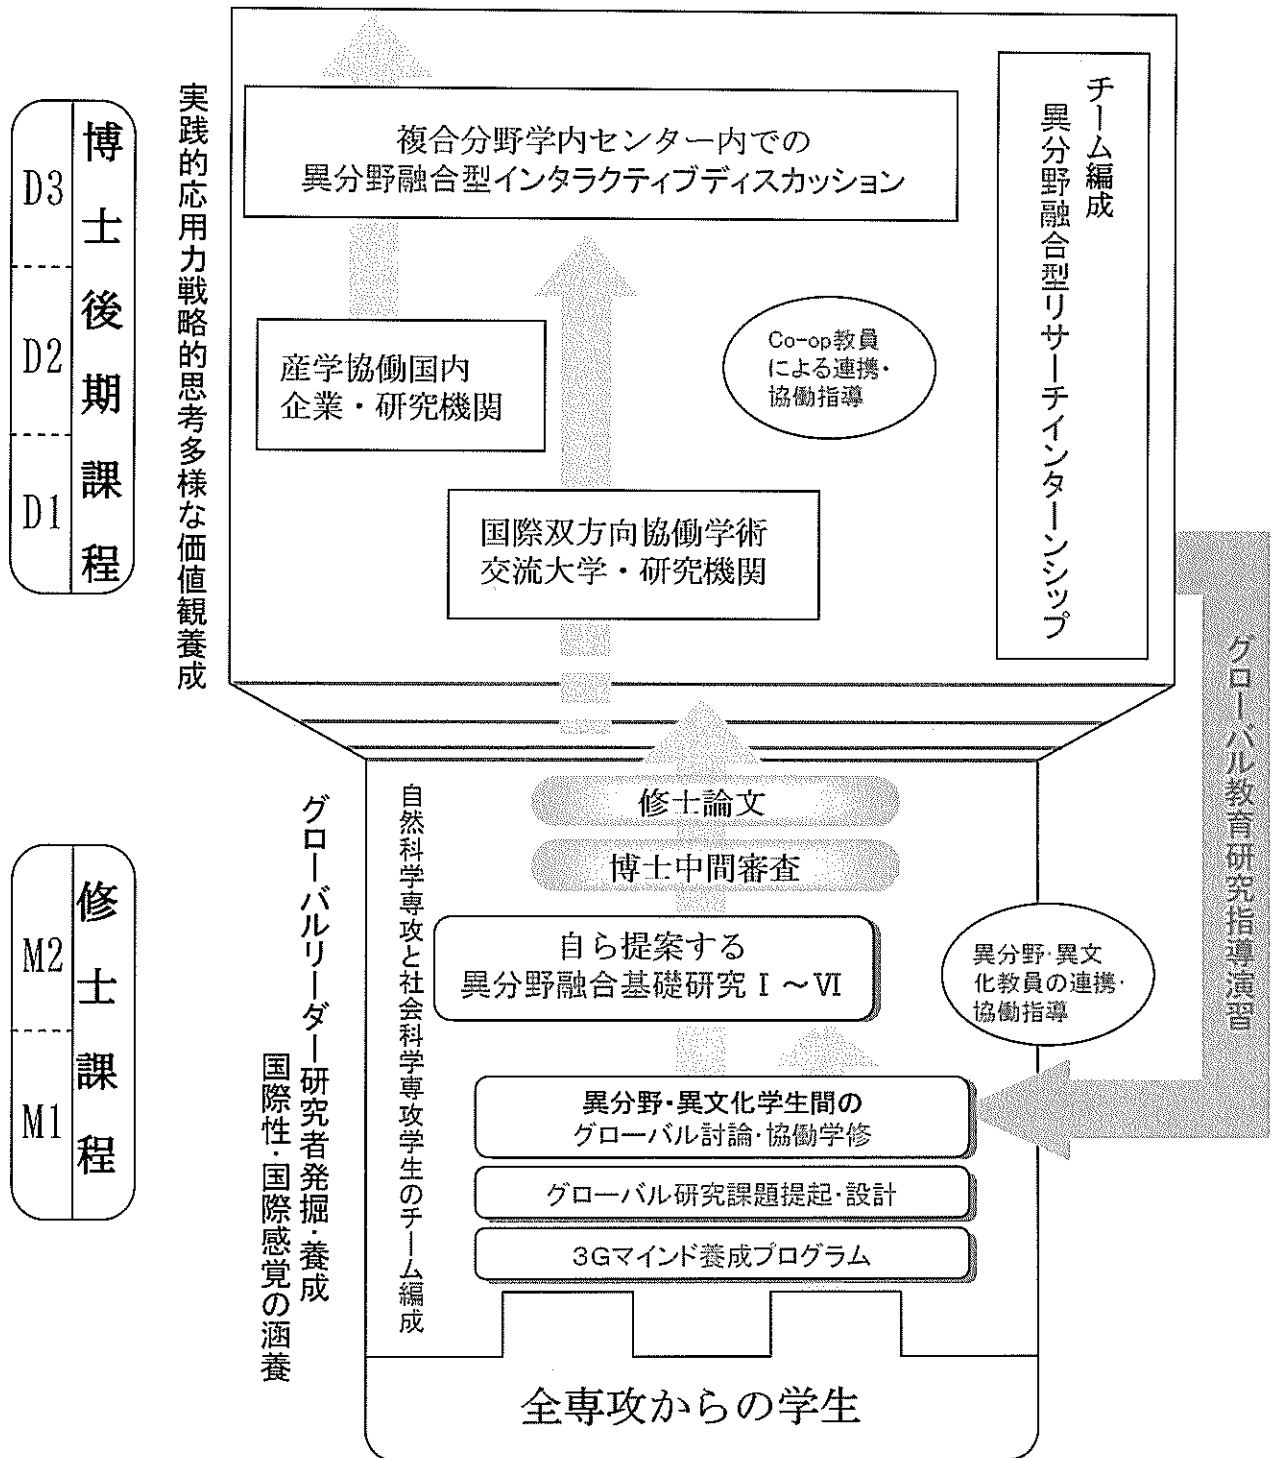 博士後期課程
D3
D2
D1
実践的応用力戦略的思考多様な価値観養成
複合分野学内センター内での
異分野融合型インタラクティブディスカッション
チーム編成
異分野融合型リサーチインターンシップ
産学協働国内
企業・研究機関
Co-op教員
による連携・
協働指導
国際双方向協働学術
交流大学・研究機関
グローバル教育研究指導演習
修士課程
M2
M1
グローバルリーダー研究者発掘・養成
国際性・国際感覚の涵養
自然科学専攻と社会科学専攻学生のチーム編成
修士論文
博士中間審査
自ら提案する
異分野融合基礎研究Ⅰ～Ⅵ
異分野・異文
化教員の連携・
協働指導
異分野・異文化学生間の
グローバル討論・協働学修
グローバル研究課題提起・設計
3Gマインド養成プログラム
全専攻からの学生